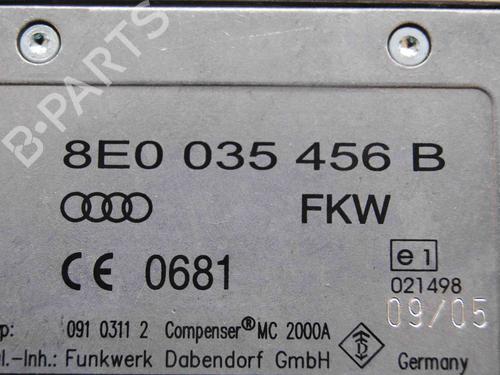 B-PARTS
8E0 035 456 B
FKW
CE 0681
e1
021498
09/05
p: 091 0311 2 Compenser® MC 2000A
l.-Inh.: Funkwerk Dabendorf GmbH Germany